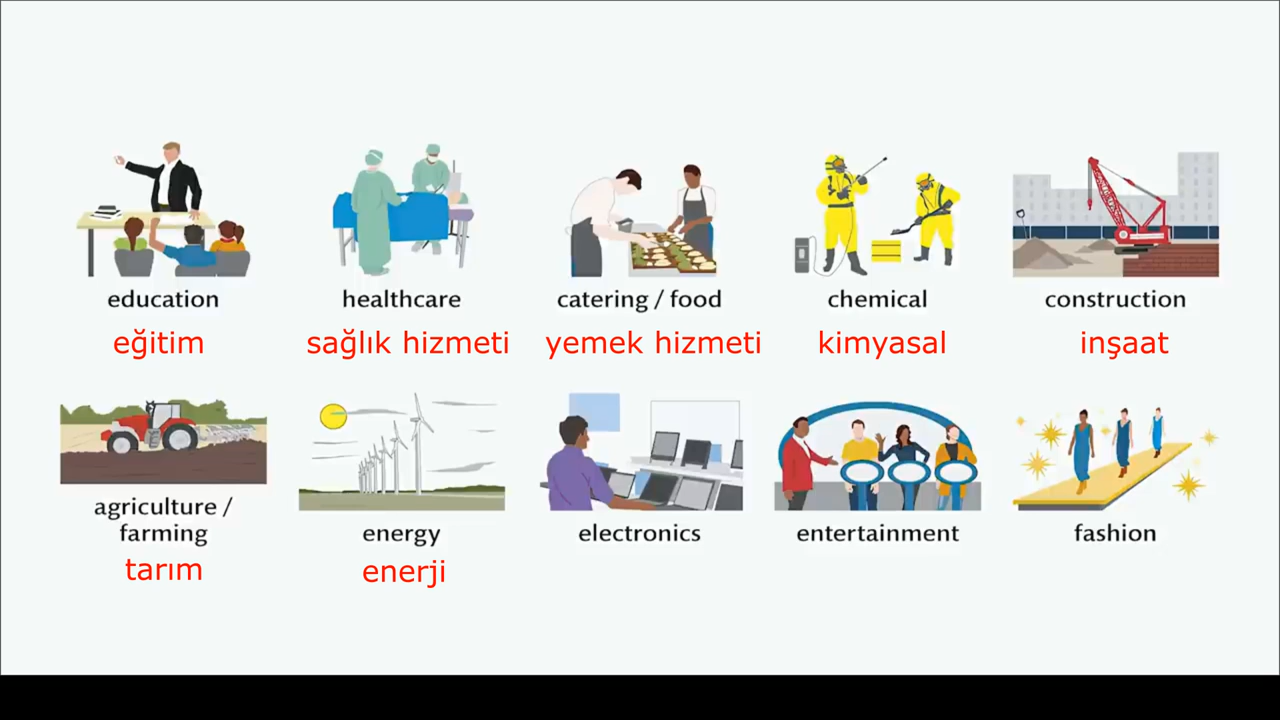 education
healthcare
catering / food
chemical
construction
eğitim
sağlık hizmeti
yemek hizmeti
kimyasal
inşaat
agriculture /
farming
energy
electronics
entertainment
fashion
tarım
enerji